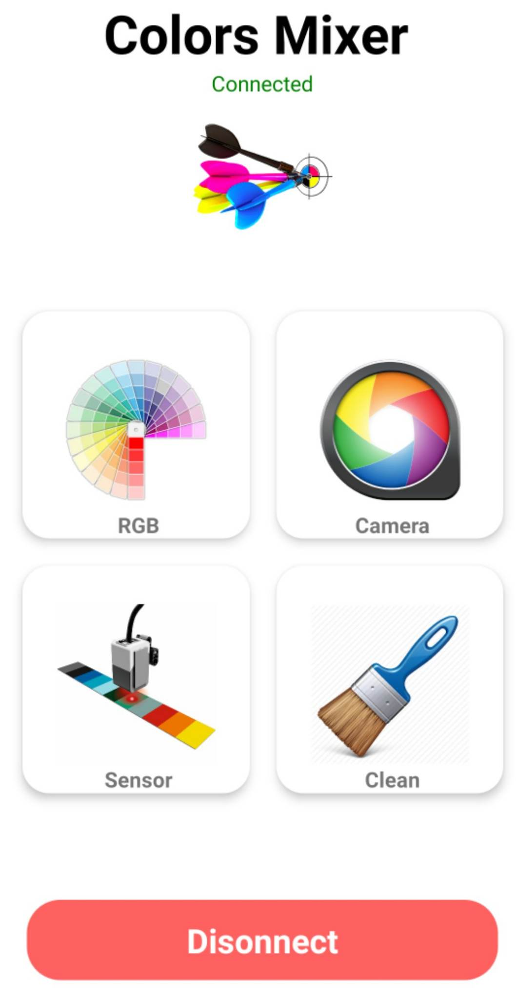 Colors Mixer
Connected
RGB
Camera
Sensor
Clean
Disonnect